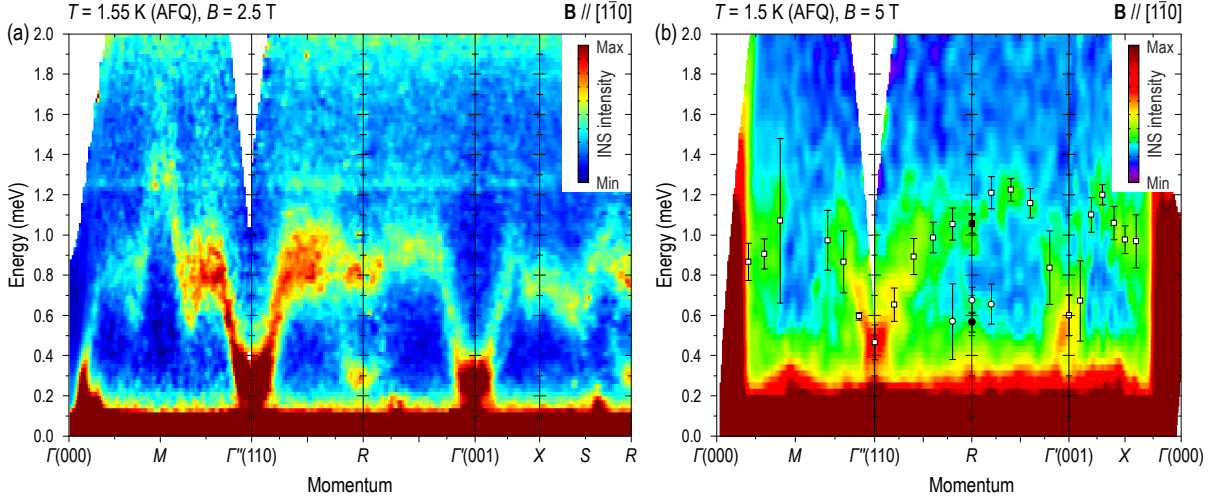 T = 1.55 K (AFQ), B = 2.5 T
B // [11̄0]
(a)
Max
INS Intensity
Min
2.0
1.8
1.6
1.4
1.2
1.0
0.8
0.6
0.4
0.2
0.0
Energy (meV)
Γ(000) M Γ″(110) R Γ′(001) X S R
Momentum
T = 1.5 K (AFQ), B = 5 T
B // [11̄0]
(b)
Max
INS Intensity
Min
2.0
1.8
1.6
1.4
1.2
1.0
0.8
0.6
0.4
0.2
0.0
Energy (meV)
Γ(000) M Γ″(110) R Γ′(001) X Γ(000)
Momentum